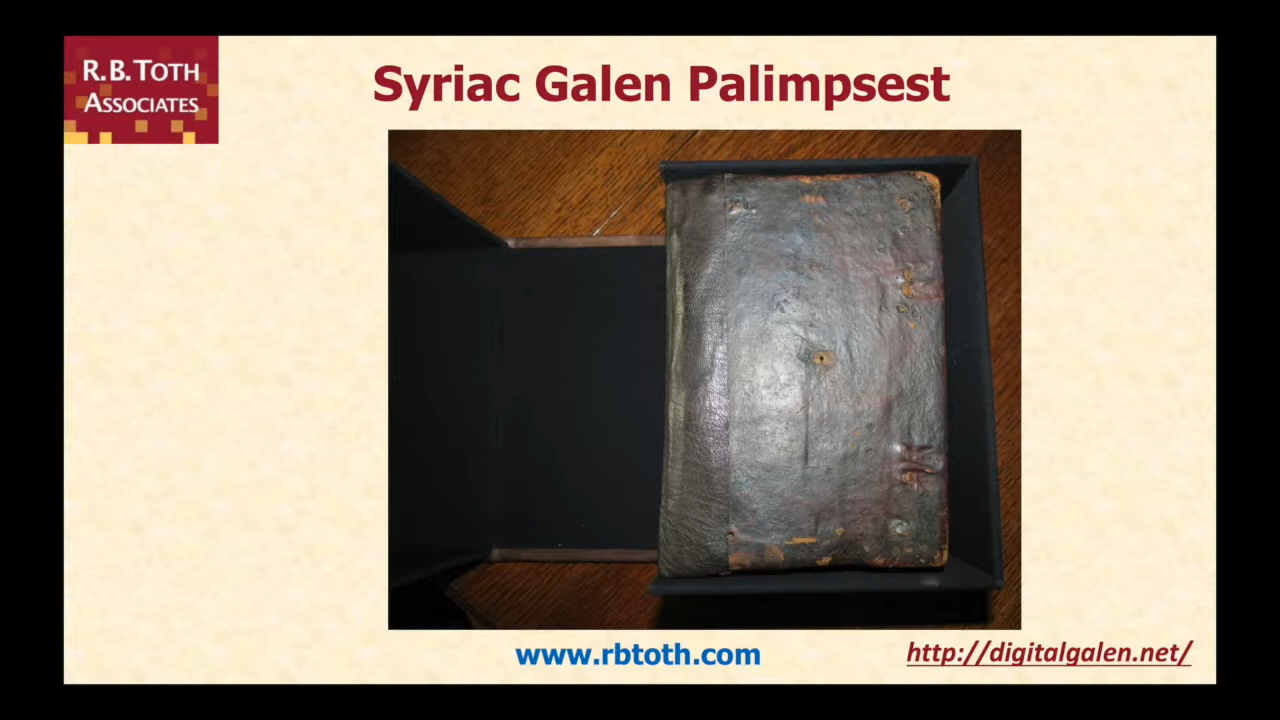 R.B.TOTH
ASSOCIATES
Syriac Galen Palimpsest
www.rbtoth.com
http://digitalgalen.net/